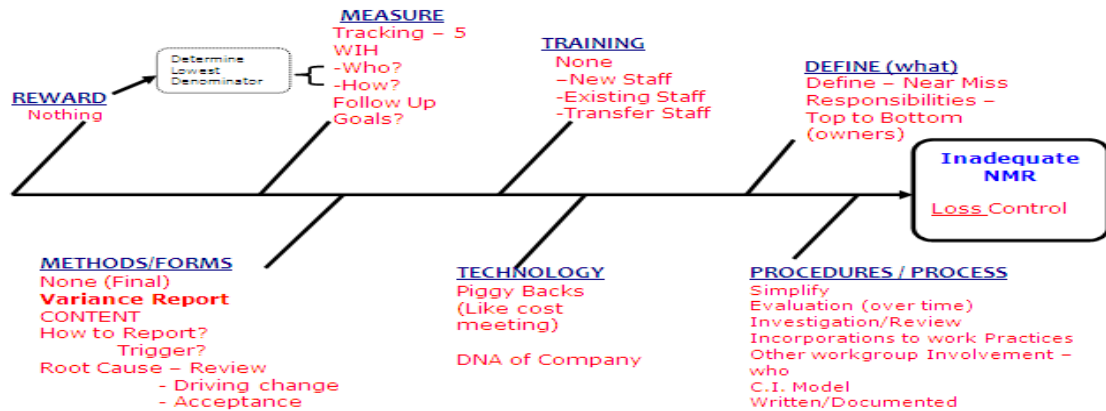 REWARD
Nothing
Determine
Lowest
Denominator
MEASURE
Tracking – 5
WIH
-Who?
-How?
Follow Up
Goals?
TRAINING
None
–New Staff
-Existing Staff
-Transfer Staff
DEFINE (what)
Define – Near Miss
Responsibilities –
Top to Bottom
(owners)
Inadequate
NMR
Loss Control
METHODS/FORMS
None (Final)
Variance Report
CONTENT
How to Report?
Trigger?
Root Cause – Review
- Driving change
- Acceptance
TECHNOLOGY
Piggy Backs
(Like cost
meeting)
DNA of Company
PROCEDURES / PROCESS
Simplify
Evaluation (over time)
Investigation/Review
Incorporations to work Practices
Other workgroup Involvement –
who
C.I. Model
Written/Documented